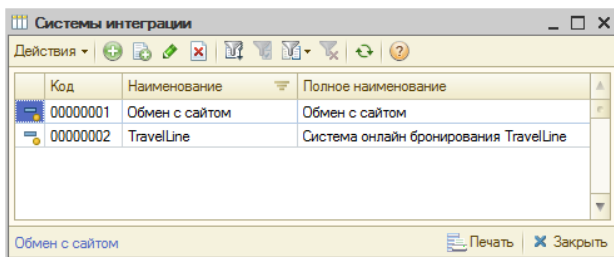 Системы интеграции
Действия
Код Наименование Полное наименование
00000001 Обмен с сайтом Обмен с сайтом
00000002 TravelLine Система онлайн бронирования TravelLine
Обмен с сайтом Печать Закрыть